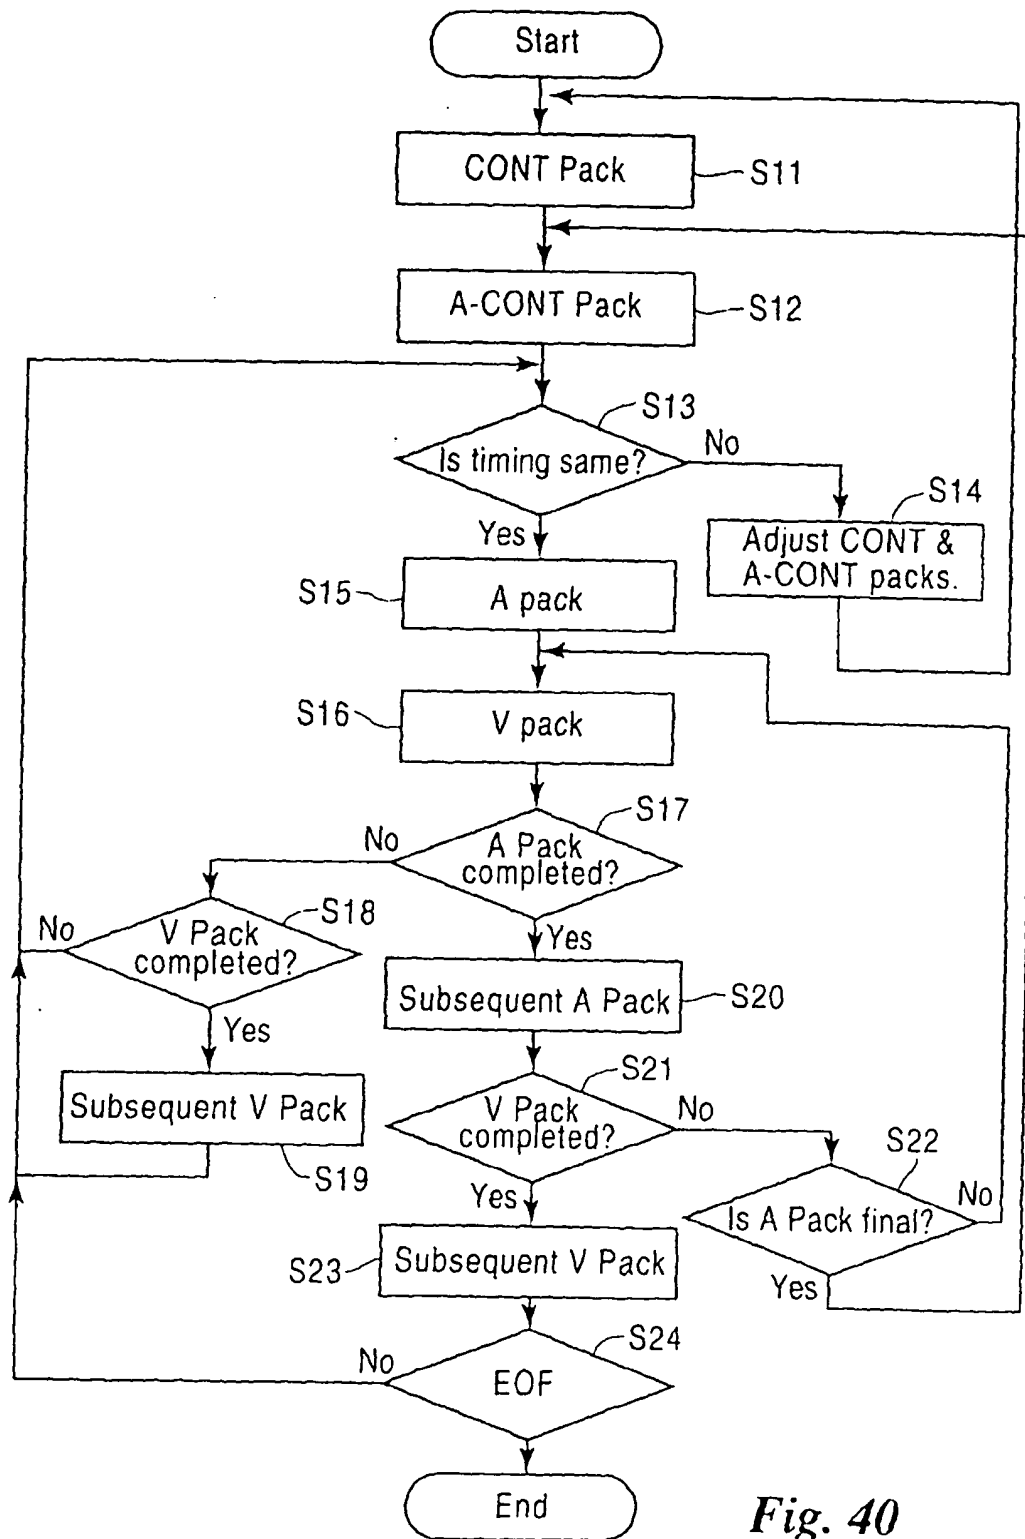 Start
CONT Pack
S11
A-CONT Pack
S12
S13
Is timing same?
No
S14
Yes
Adjust CONT &
A-CONT packs.
S15
A pack
S16
V pack
S17
No
A Pack
completed?
S18
No
V Pack
completed?
Yes
Subsequent A Pack
S20
Yes
S21
Subsequent V Pack
V Pack
completed?
No
S19
S22
Yes
Is A Pack final?
No
S23
Subsequent V Pack
Yes
S24
No
EOF
End
Fig. 40